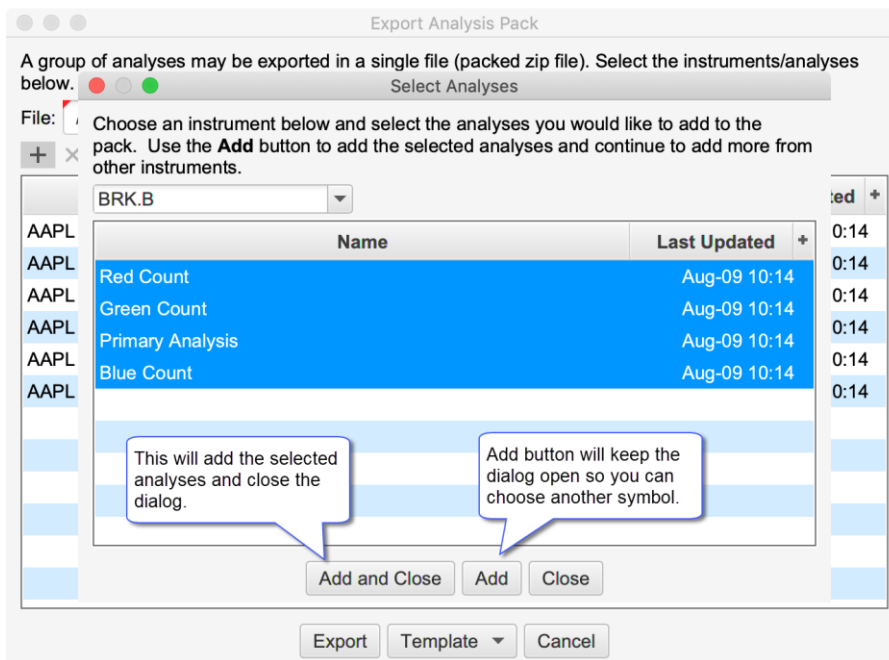 Export Analysis Pack
A group of analyses may be exported in a single file (packed zip file). Select the instruments/analyses
below.
Select Analyses
File:
Choose an instrument below and select the analyses you would like to add to the
pack. Use the Add button to add the selected analyses and continue to add more from
other instruments.
BRK.B
Name Last Updated +
Red Count Aug-09 10:14
Green Count Aug-09 10:14
Primary Analysis Aug-09 10:14
Blue Count Aug-09 10:14
AAPL 0:14
AAPL 0:14
AAPL 0:14
AAPL 0:14
AAPL 0:14
AAPL 0:14
This will add the selected
analyses and close the
dialog.
Add button will keep the
dialog open so you can
choose another symbol.
Add and Close Add Close
Export Template Cancel